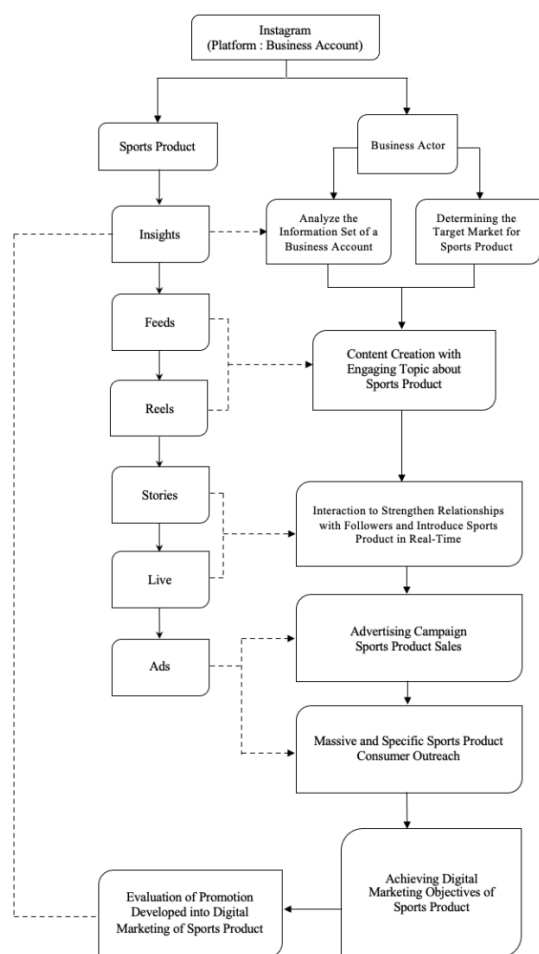 Instagram
(Platform : Business Account)
Sports Product
Business Actor
Insights
Analyze the
Information Set of a
Business Account
Determining the
Target Market for
Sports Product
Feeds
Content Creation with
Engaging Topic about
Sports Product
Reels
Stories
Interaction to Strengthen Relationships
with Followers and Introduce Sports
Product in Real-Time
Live
Ads
Advertising Campaign
Sports Product Sales
Massive and Specific Sports Product
Consumer Outreach
Achieving Digital
Marketing Objectives of
Sports Product
Evaluation of Promotion
Developed into Digital
Marketing of Sports Product